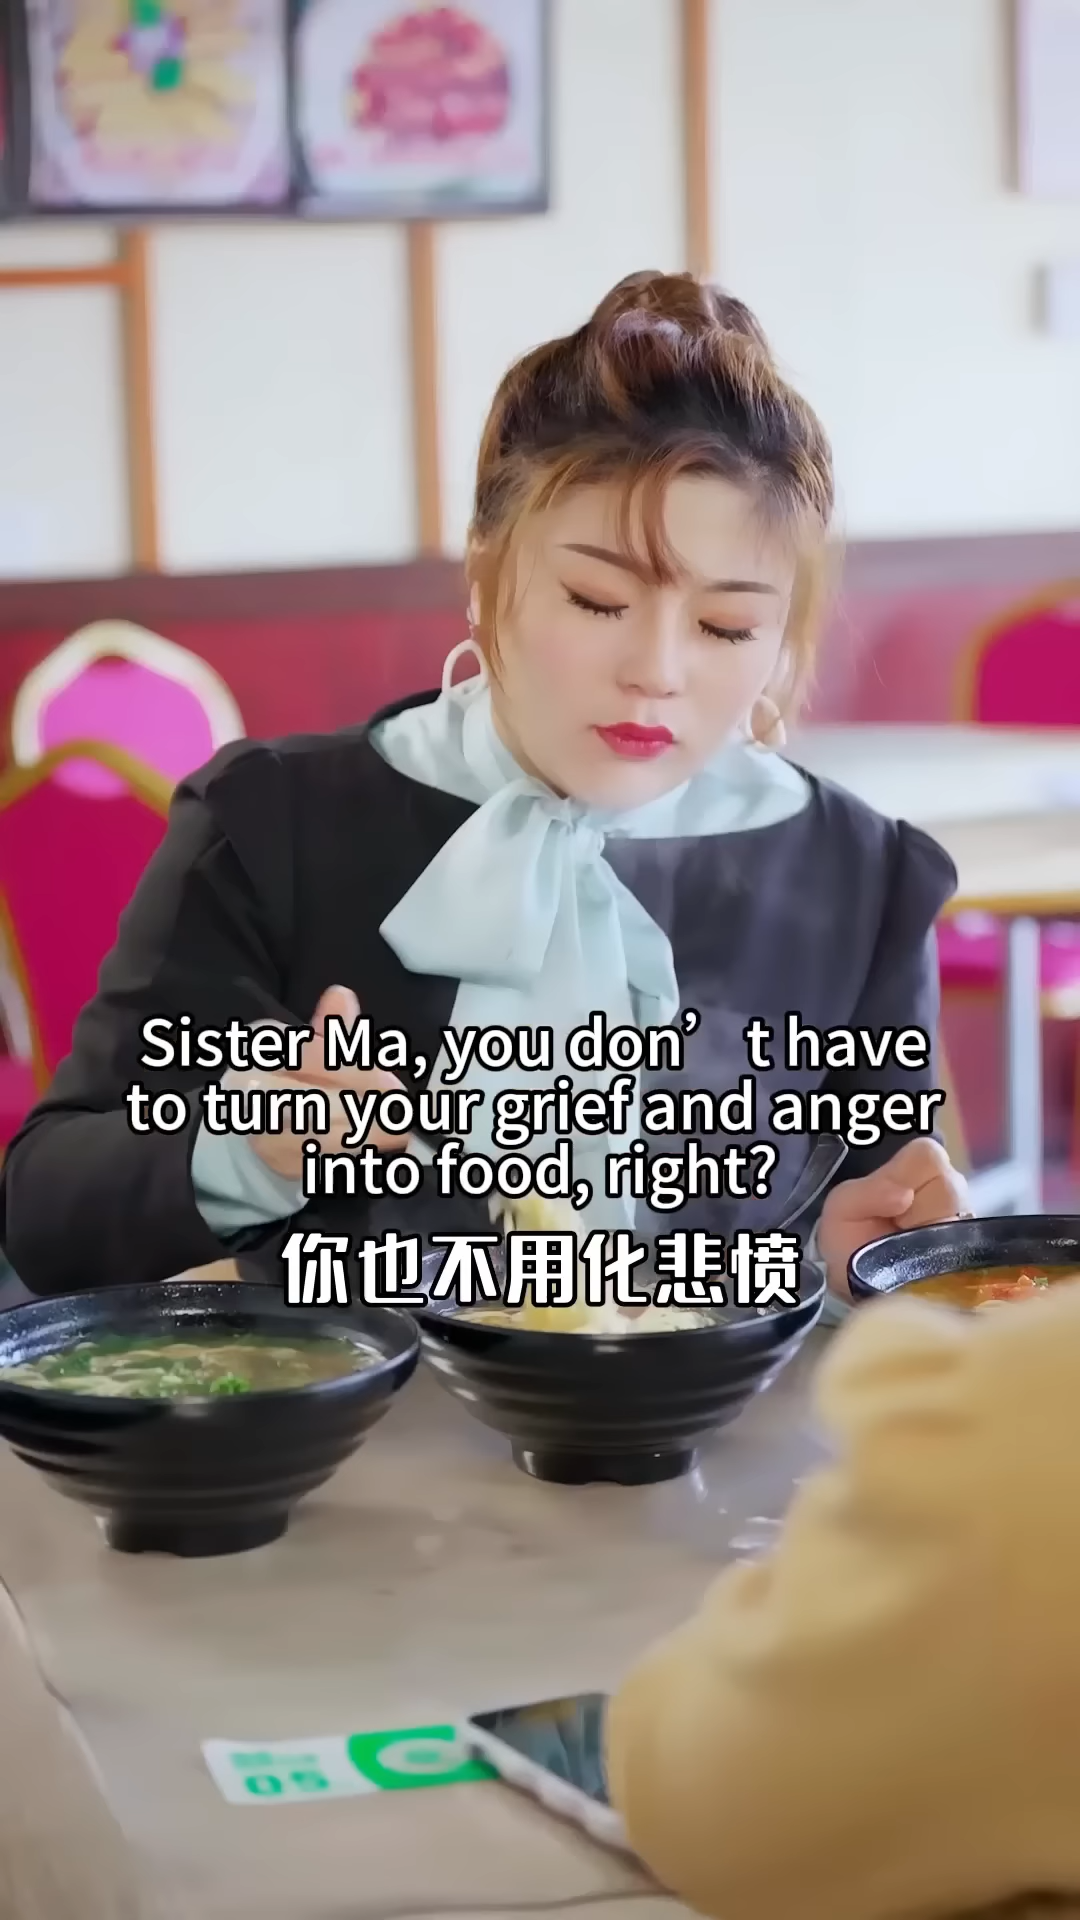 Sister Ma, you don’ t have
to turn your grief and anger
into food, right?
你也不用化悲愤
05